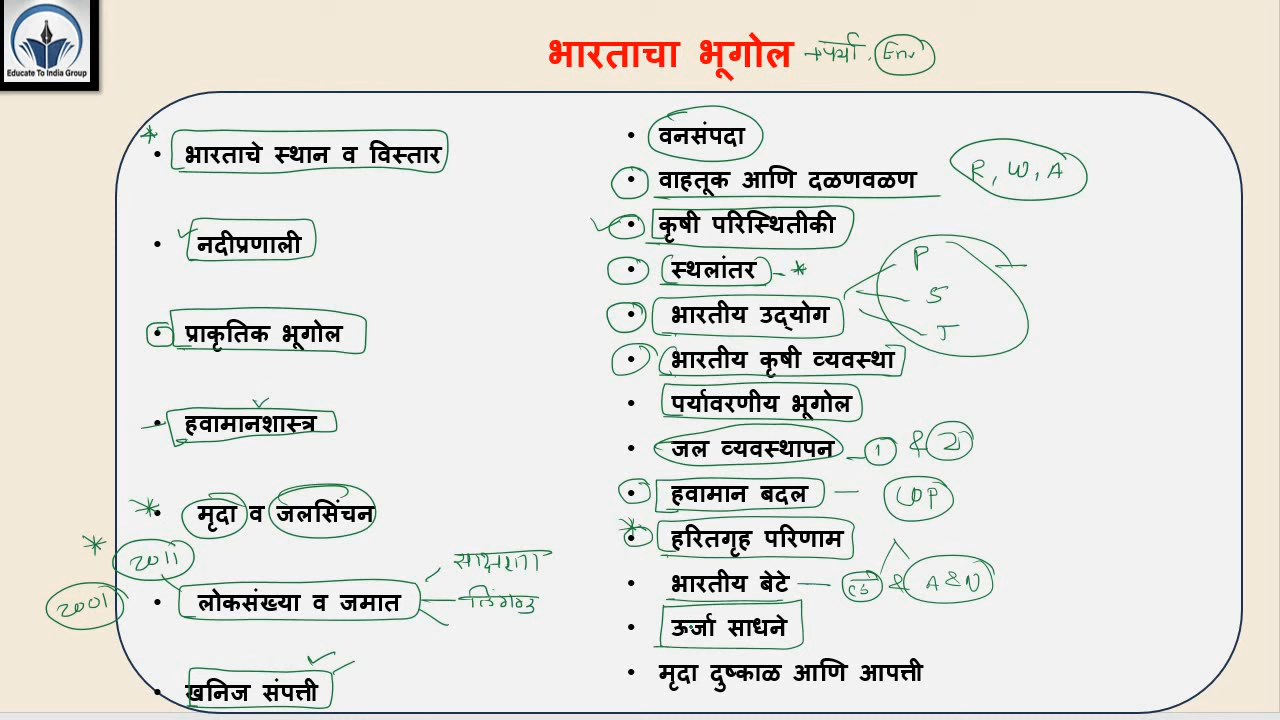 Educate To India Group
भारताचा भूगोल → पर्या. Env
* • भारताचे स्थान व विस्तार
• नदीप्रणाली
• प्राकृतिक भूगोल
• हवामानशास्त्र
* • मृदा व जलसिंचन
* 2011
2001 • लोकसंख्या व जमात
साक्षरता
• खनिज संपत्ती
• वनसंपदा
• वाहतूक आणि दळणवळण R, W, A
• कृषी परिस्थितीकी
• स्थलांतर - *
• भारतीय उद्योग
P
S
T
• भारतीय कृषी व्यवस्था
पर्यावरणीय भूगोल
• जल व्यवस्थापन - 1 & 2
• हवामान बदल -
* • हरितगृह परिणाम
• भारतीय बेटे - & A & N
• ऊर्जा साधने
• मृदा दुष्काळ आणि आपत्ती